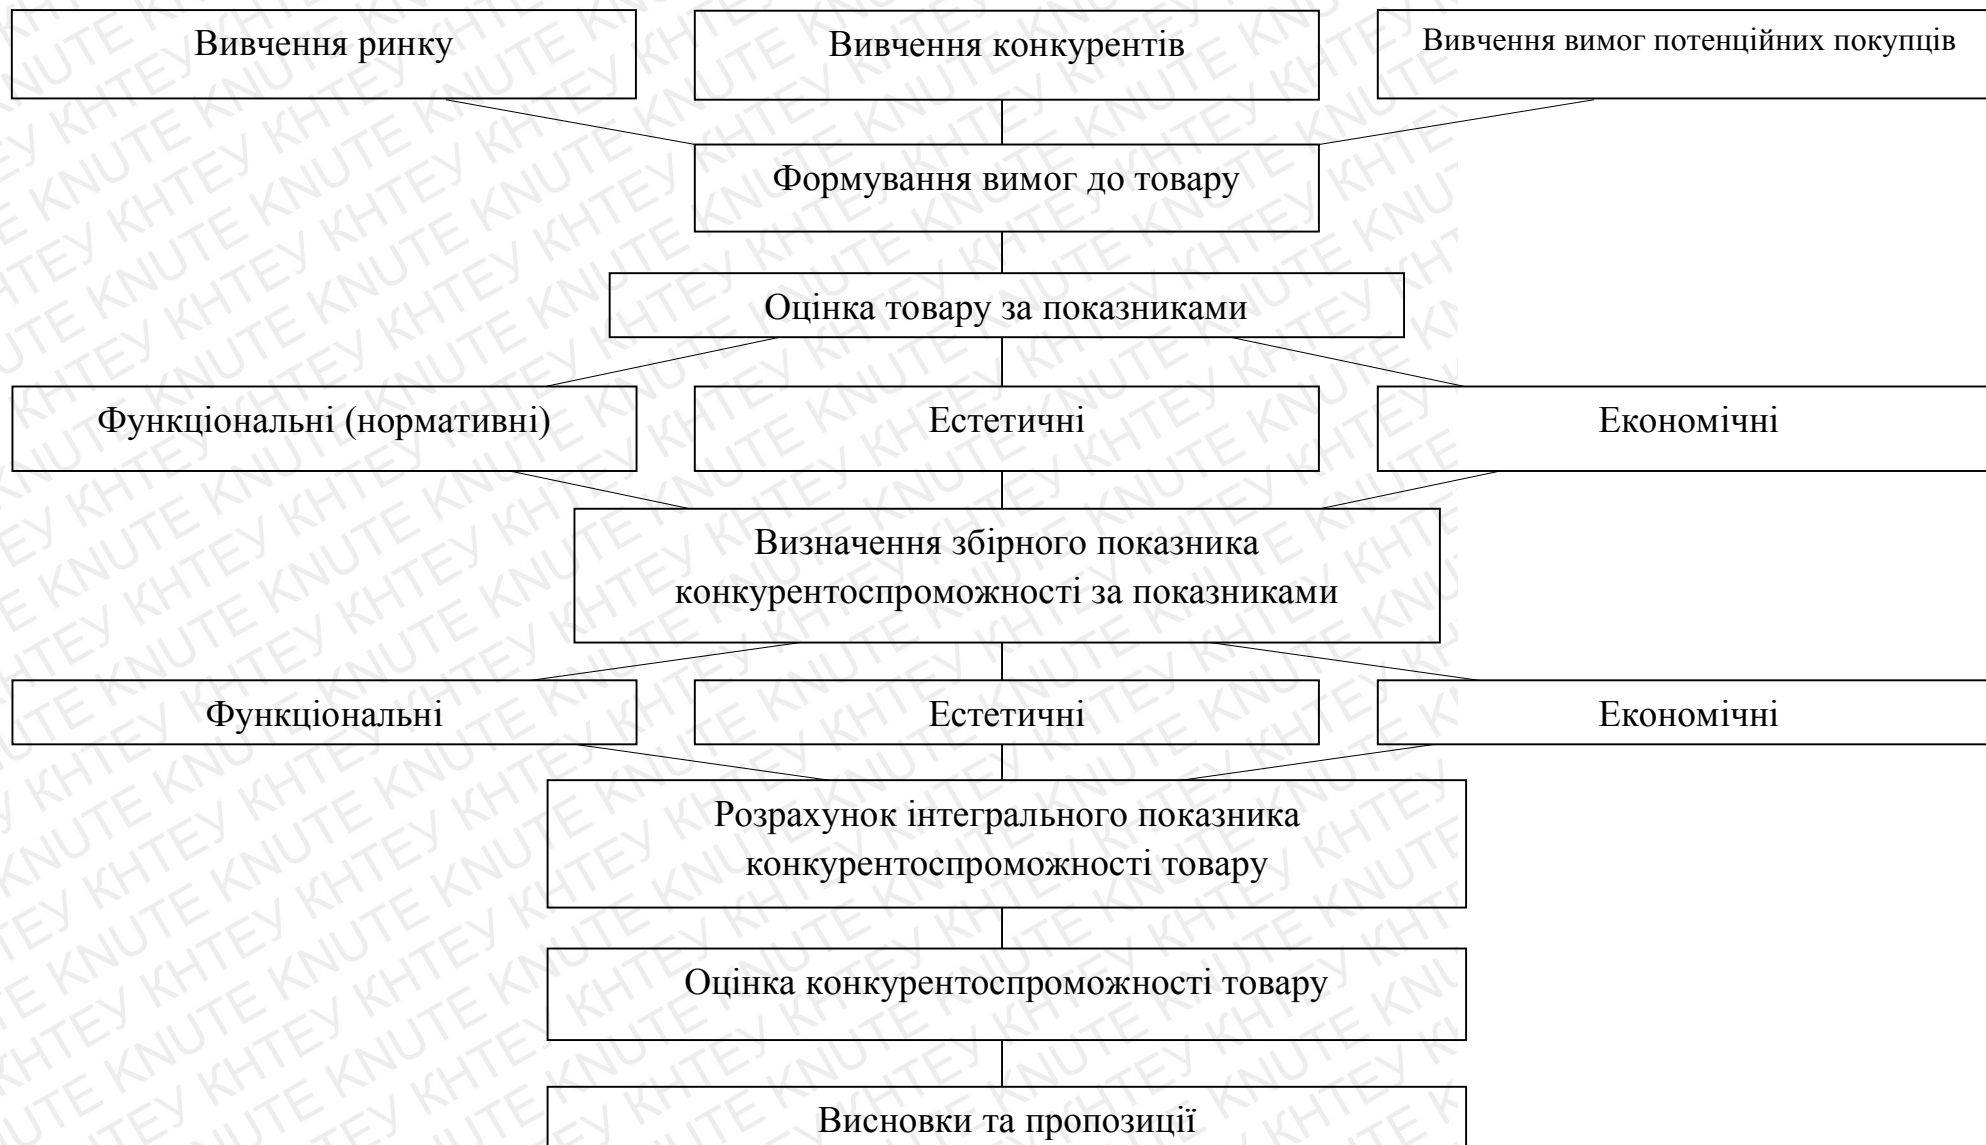 Вивчення ринку
Вивчення конкурентів
Вивчення вимог потенційних покупців
Формування вимог до товару
Оцінка товару за показниками
Функціональні (нормативні)
Естетичні
Економічні
Визначення збірного показника
конкурентоспроможності за показниками
Функціональні
Естетичні
Економічні
Розрахунок інтегрального показника
конкурентоспроможності товару
Оцінка конкурентоспроможності товару
Висновки та пропозиції